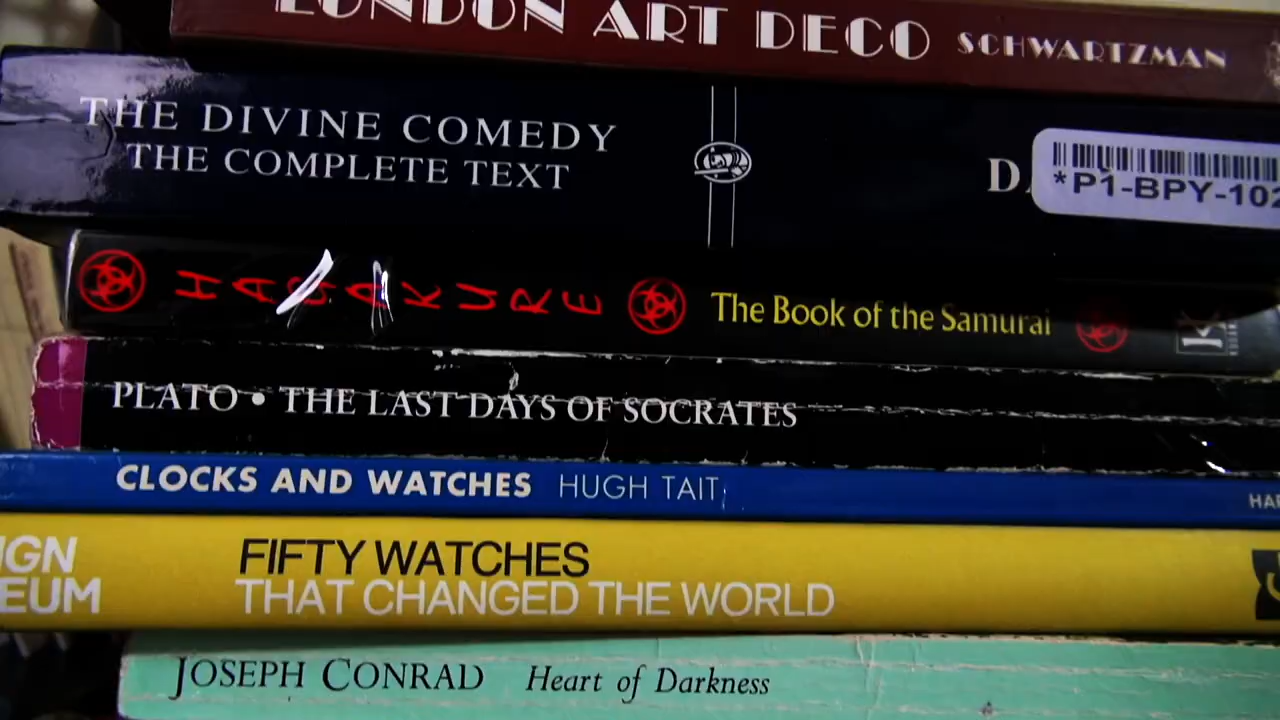 LONDON ART DECO SCHWARTZMAN
THE DIVINE COMEDY
THE COMPLETE TEXT
*P1-BPY-102
HAGAKURE The Book of the Samurai
PLATO • THE LAST DAYS OF SOCRATES
CLOCKS AND WATCHES HUGH TAIT
FIFTY WATCHES
THAT CHANGED THE WORLD
JOSEPH CONRAD Heart of Darkness